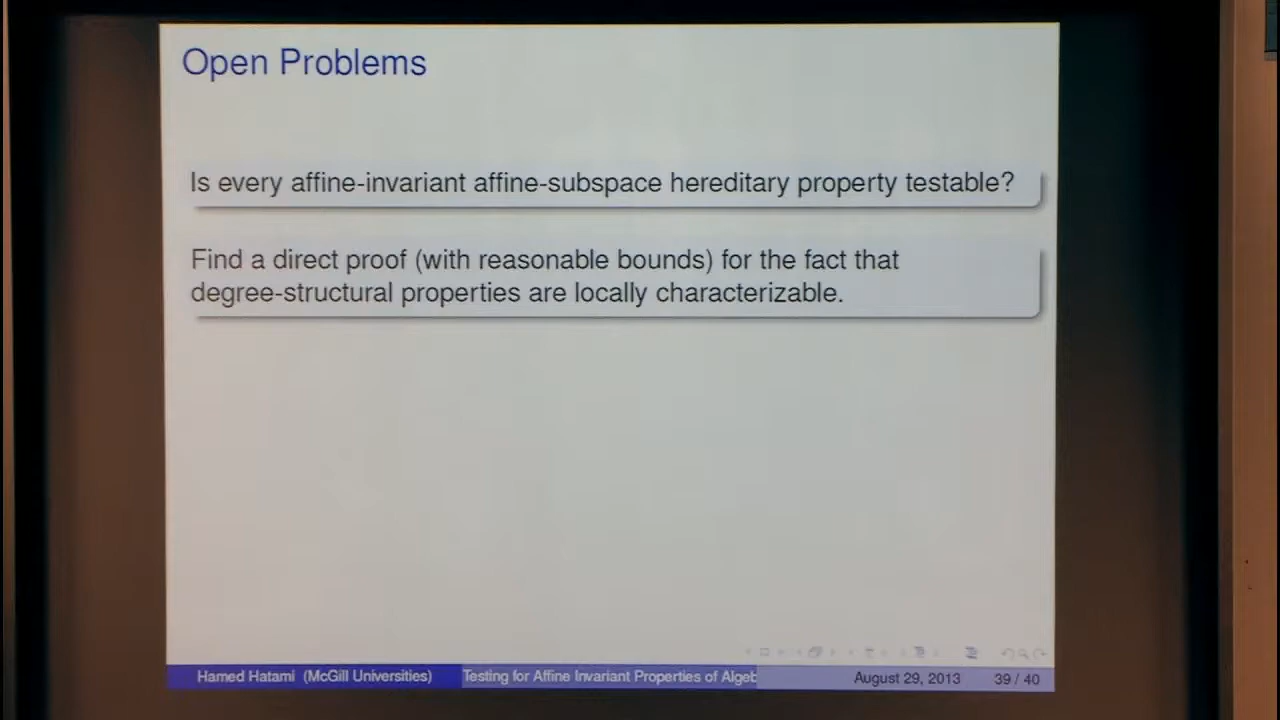 Open Problems
Is every affine-invariant affine-subspace hereditary property testable?
Find a direct proof (with reasonable bounds) for the fact that
degree-structural properties are locally characterizable.
Hamed Hatami (McGill Universities) Testing for Affine Invariant Properties of Algeb August 29, 2013 39 / 40